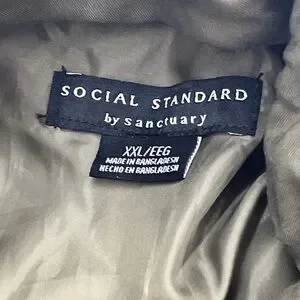 SOCIAL STANDARD
by sanctuary
XXL/EEG
MADE IN BANGLADESH
HECHO EN BANGLADESH